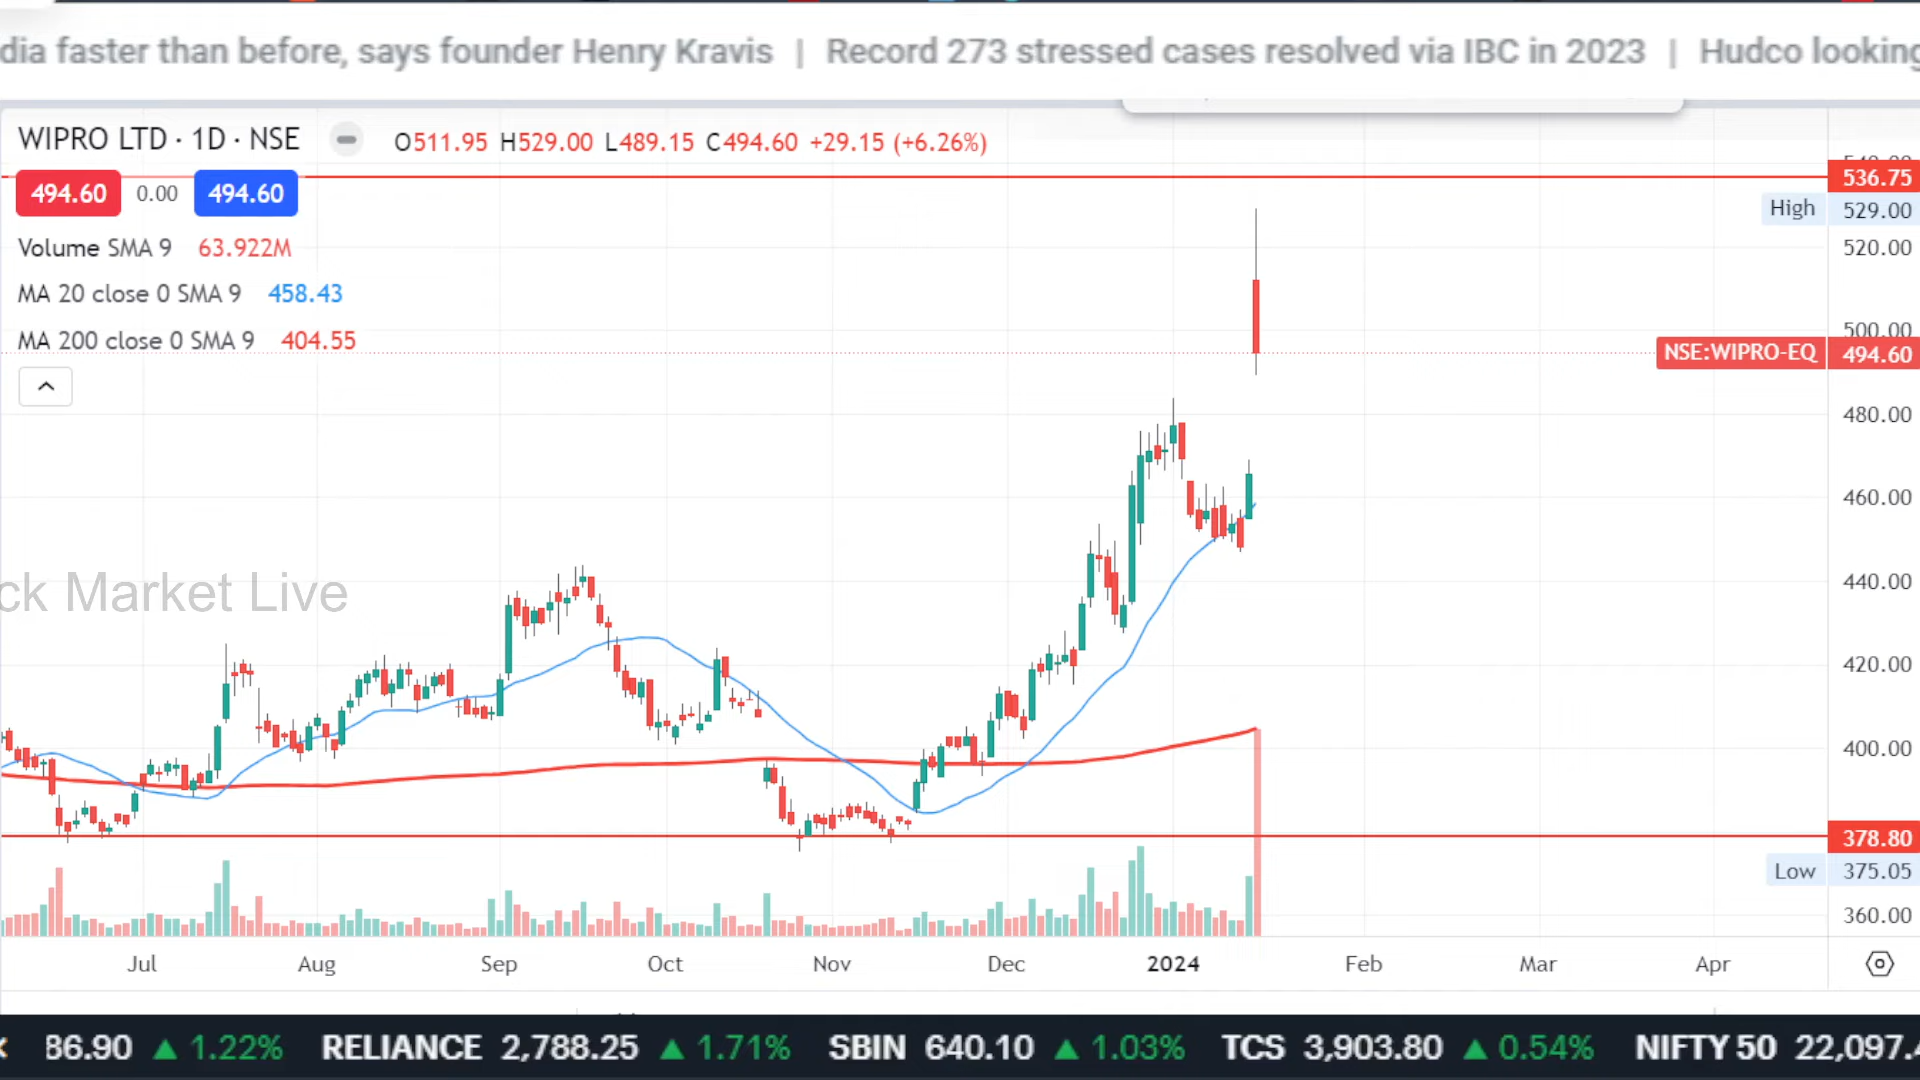 dia faster than before, says founder Henry Kravis | Record 273 stressed cases resolved via IBC in 2023 | Hudco looking
WIPRO LTD · 1D · NSE O511.95 H529.00 L489.15 C494.60 +29.15 (+6.26%)
494.60 0.00 494.60
Volume SMA 9 63.922M
MA 20 close 0 SMA 9 458.43
MA 200 close 0 SMA 9 404.55
536.75
High 529.00
520.00
500.00
NSE:WIPRO-EQ 494.60
480.00
460.00
440.00
ck Market Live
420.00
400.00
378.80
Low 375.05
360.00
Jul Aug Sep Oct Nov Dec 2024 Feb Mar Apr
86.90 ▲ 1.22% RELIANCE 2,788.25 ▲ 1.71% SBIN 640.10 ▲ 1.03% TCS 3,903.80 ▲ 0.54% NIFTY 50 22,097.4